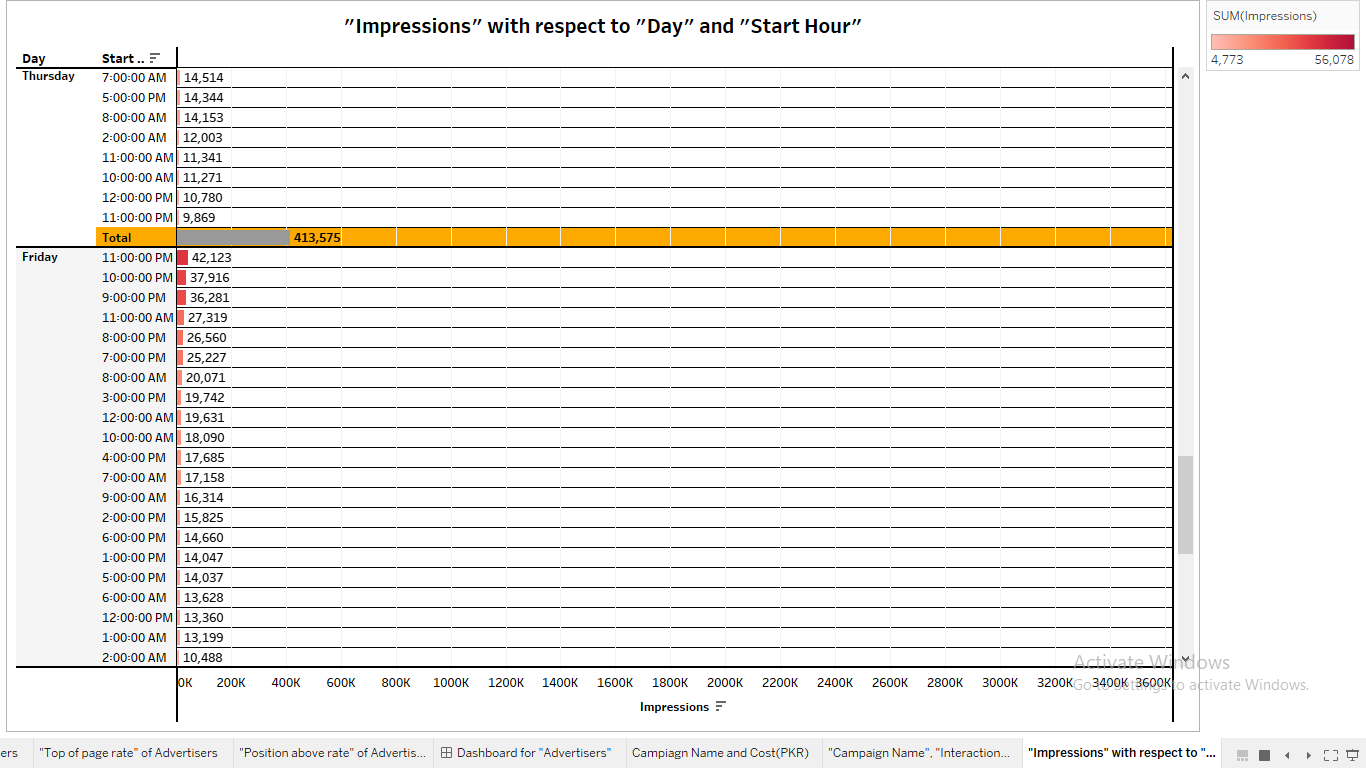 "Impressions" with respect to "Day" and "Start Hour"
SUM(Impressions)
4,773 56,078
Day Start ..
Thursday 7:00:00 AM 14,514
5:00:00 PM 14,344
8:00:00 AM 14,153
2:00:00 AM 12,003
11:00:00 AM 11,341
10:00:00 AM 11,271
12:00:00 PM 10,780
11:00:00 PM 9,869
Total 413,575
Friday 11:00:00 PM 42,123
10:00:00 PM 37,916
9:00:00 PM 36,281
11:00:00 AM 27,319
8:00:00 PM 26,560
7:00:00 PM 25,227
8:00:00 AM 20,071
3:00:00 PM 19,742
12:00:00 AM 19,631
10:00:00 AM 18,090
4:00:00 PM 17,685
7:00:00 AM 17,158
9:00:00 AM 16,314
2:00:00 PM 15,825
6:00:00 PM 14,660
1:00:00 PM 14,047
5:00:00 PM 14,037
6:00:00 AM 13,628
12:00:00 PM 13,360
1:00:00 AM 13,199
2:00:00 AM 10,488
0K 200K 400K 600K 800K 1000K 1200K 1400K 1600K 1800K 2000K 2200K 2400K 2600K 2800K 3000K 3200K 3400K 3600K
Impressions
Activate Windows
Go to Settings to activate Windows.
ers "Top of page rate" of Advertisers "Position above rate" of Advertis... Dashboard for "Advertisers" Campiagn Name and Cost(PKR) "Campaign Name", "Interaction... "Impressions" with respect to "...